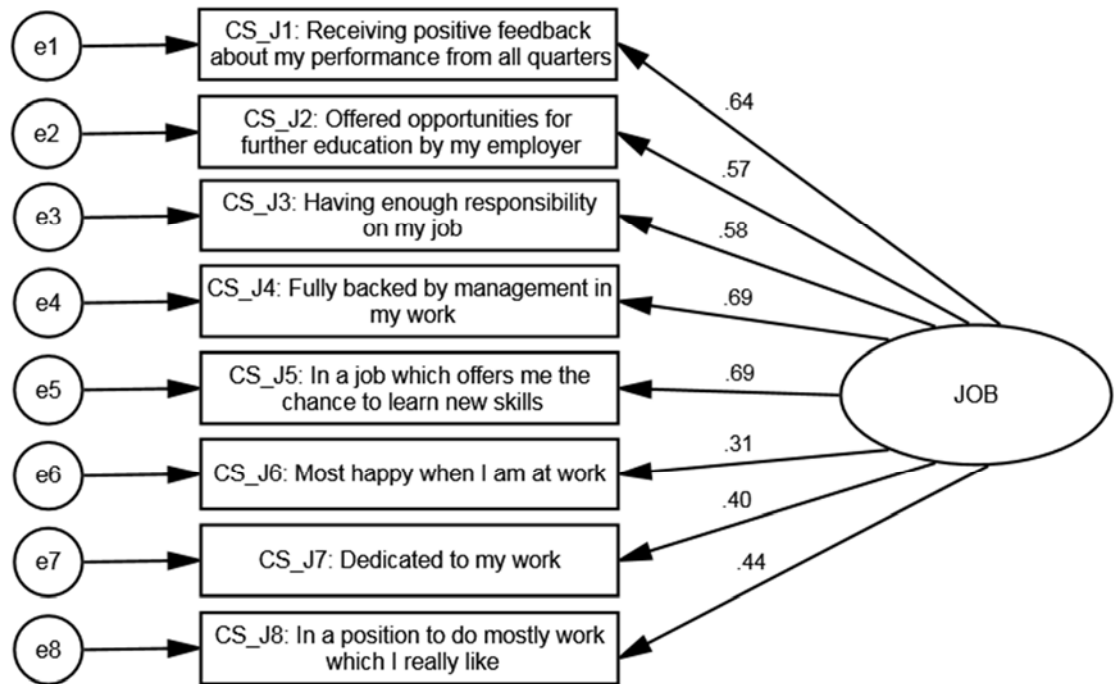 e1
CS_J1: Receiving positive feedback
about my performance from all quarters
.64
e2
CS_J2: Offered opportunities for
further education by my employer
.57
e3
CS_J3: Having enough responsibility
on my job
.58
e4
CS_J4: Fully backed by management in
my work
.69
e5
CS_J5: In a job which offers me the
chance to learn new skills
.69
JOB
e6
CS_J6: Most happy when I am at work
.31
e7
CS_J7: Dedicated to my work
.40
e8
CS_J8: In a position to do mostly work
which I really like
.44